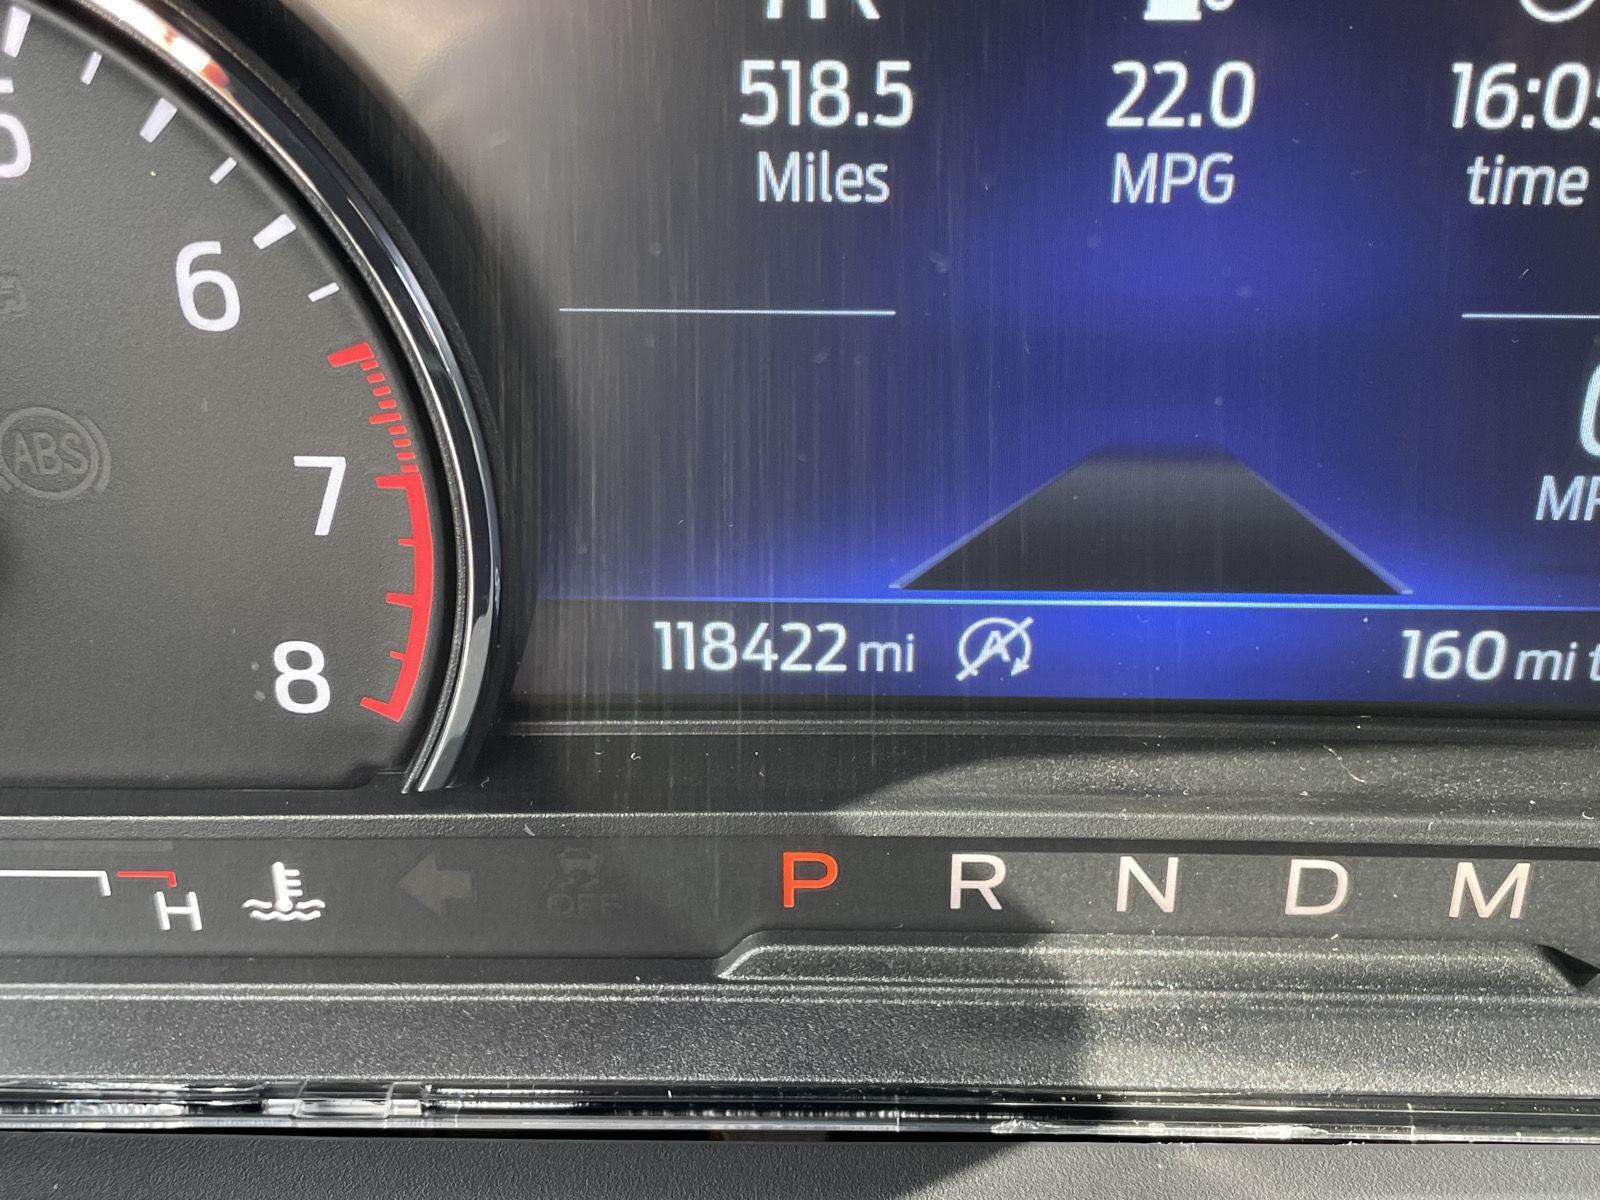 518.5 22.0
Miles MPG time
6
7
ABS
8
118422 mi A 160 mi
H OFF P R N D M